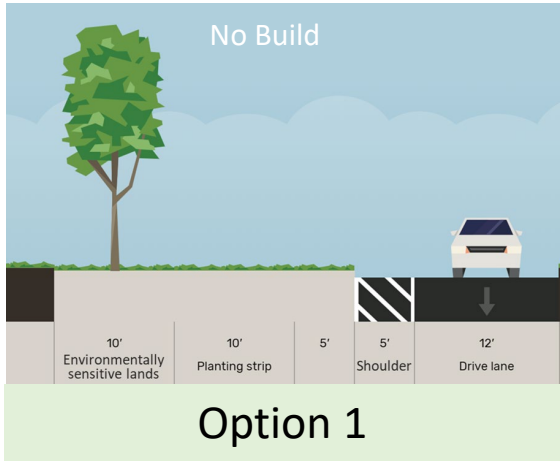 No Build
10' 10' 5' 5' 12'
Environmentally
sensitive lands
Planting strip Shoulder Drive lane
Option 1